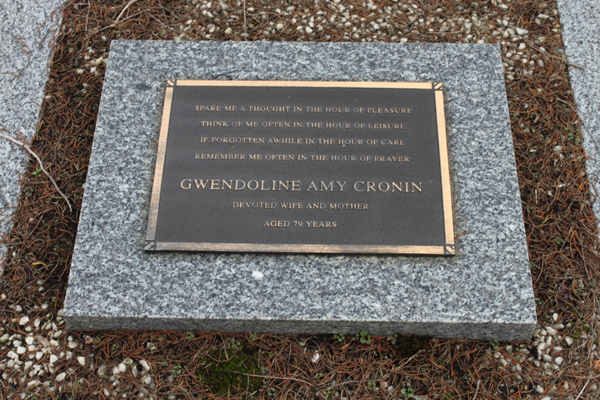 SPARE ME A THOUGHT IN THE HOUR OF PLEASURE
THINK OF ME OFTEN IN THE HOUR OF LEISURE
IF FORGOTTEN AWHILE IN THE HOUR OF CARE
REMEMBER ME OFTEN IN THE HOUR OF PRAYER
GWENDOLINE AMY CRONIN
DEVOTED WIFE AND MOTHER
AGED 79 YEARS